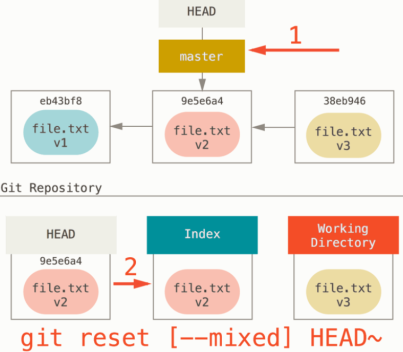 HEAD
1
master
eb43bf8 9e5e6a4 38eb946
file.txt file.txt file.txt
v1 v2 v3
Git Repository
HEAD Index Working
Directory
9e5e6a4
2
file.txt file.txt file.txt
v2 v2 v3
git reset [--mixed] HEAD~